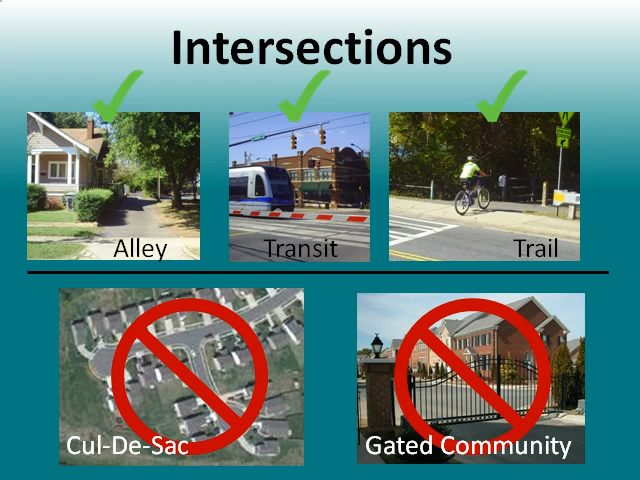 Intersections
Alley
Transit
Trail
Cul-De-Sac
Gated Community